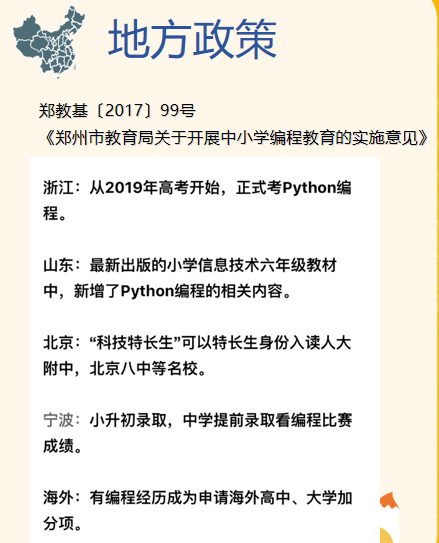 地方政策
郑教基〔2017〕99号
《郑州市教育局关于开展中小学编程教育的实施意见》
浙江：从2019年高考开始，正式考Python编
程。
山东：最新出版的小学信息技术六年级教材
中，新增了Python编程的相关内容。
北京：“科技特长生”可以特长生身份入读人大
附中，北京八中等名校。
宁波：小升初录取，中学提前录取看编程比赛
成绩。
海外：有编程经历成为申请海外高中、大学加
分项。